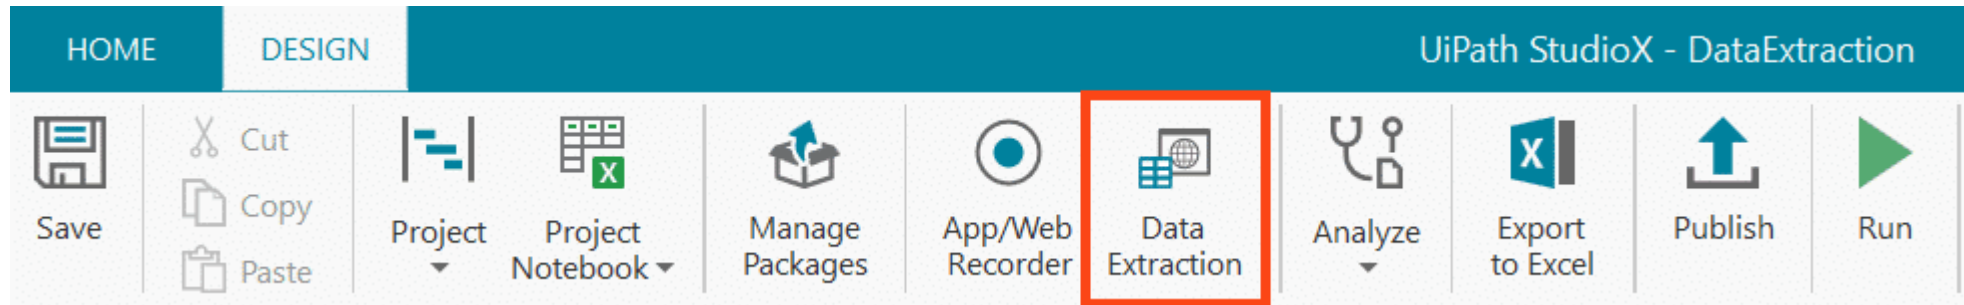 HOME
DESIGN
UiPath StudioX - DataExtraction
Save
Cut
Copy
Paste
Project
Project
Notebook
X
Manage
Packages
App/Web
Recorder
Data
Extraction
Analyze
X
Export
to Excel
Publish
Run